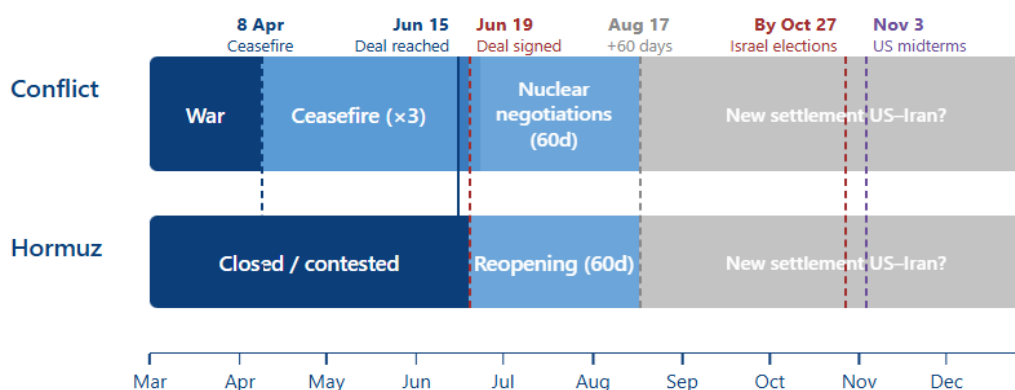 8 Apr
Ceasefire
Jun 15
Deal reached
Jun 19
Deal signed
Aug 17
+60 days
By Oct 27
Israel elections
Nov 3
US midterms
Conflict
War
Ceasefire (×3)
Nuclear
negotiations
(60d)
New settlement US–Iran?
Hormuz
Closed / contested
Reopening (60d)
New settlement US–Iran?
Mar Apr May Jun Jul Aug Sep Oct Nov Dec